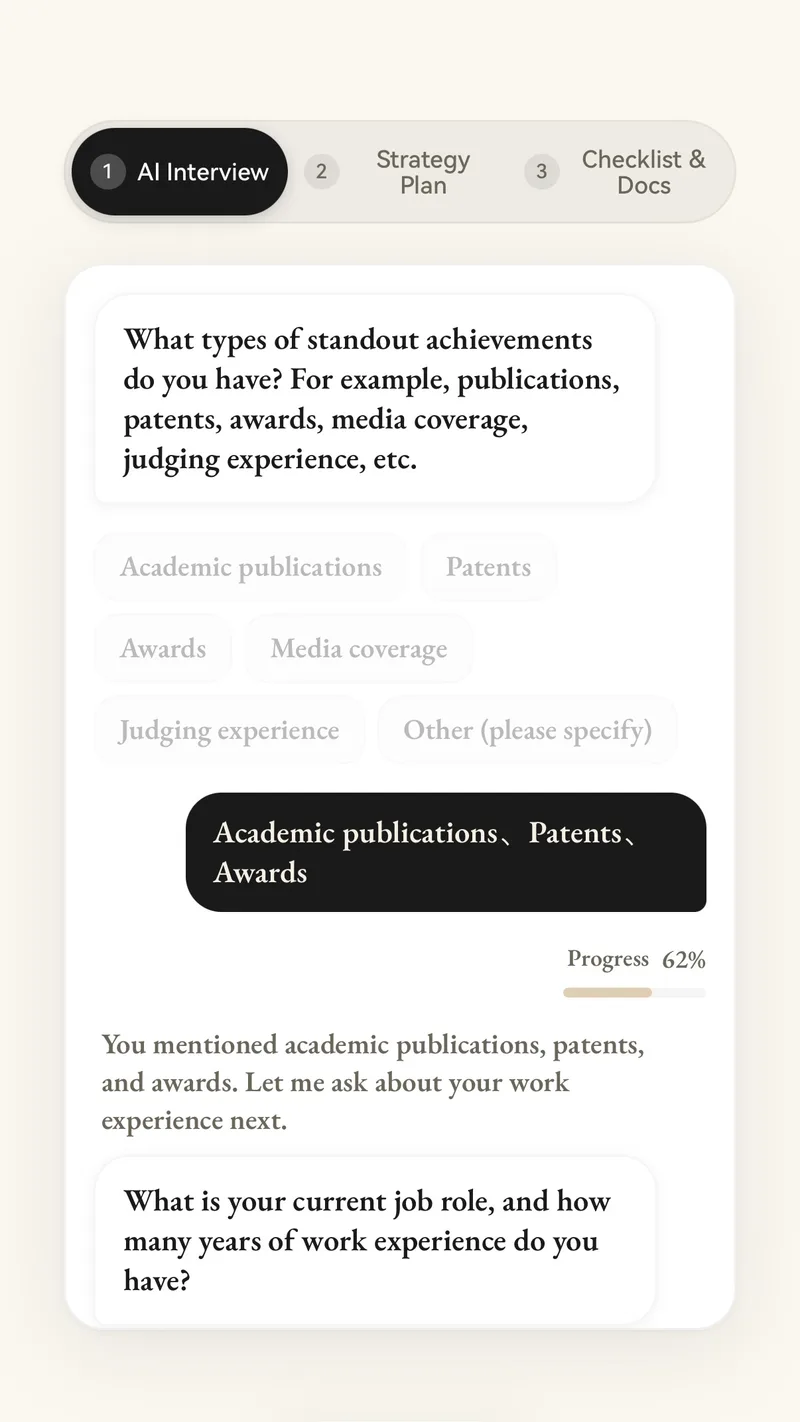 1 AI Interview
2 Strategy
Plan
3 Checklist &
Docs
What types of standout achievements
do you have? For example, publications,
patents, awards, media coverage,
judging experience, etc.
Academic publications Patents
Awards Media coverage
Judging experience Other (please specify)
Academic publications、Patents、
Awards
Progress 62%
You mentioned academic publications, patents,
and awards. Let me ask about your work
experience next.
What is your current job role, and how
many years of work experience do you
have?